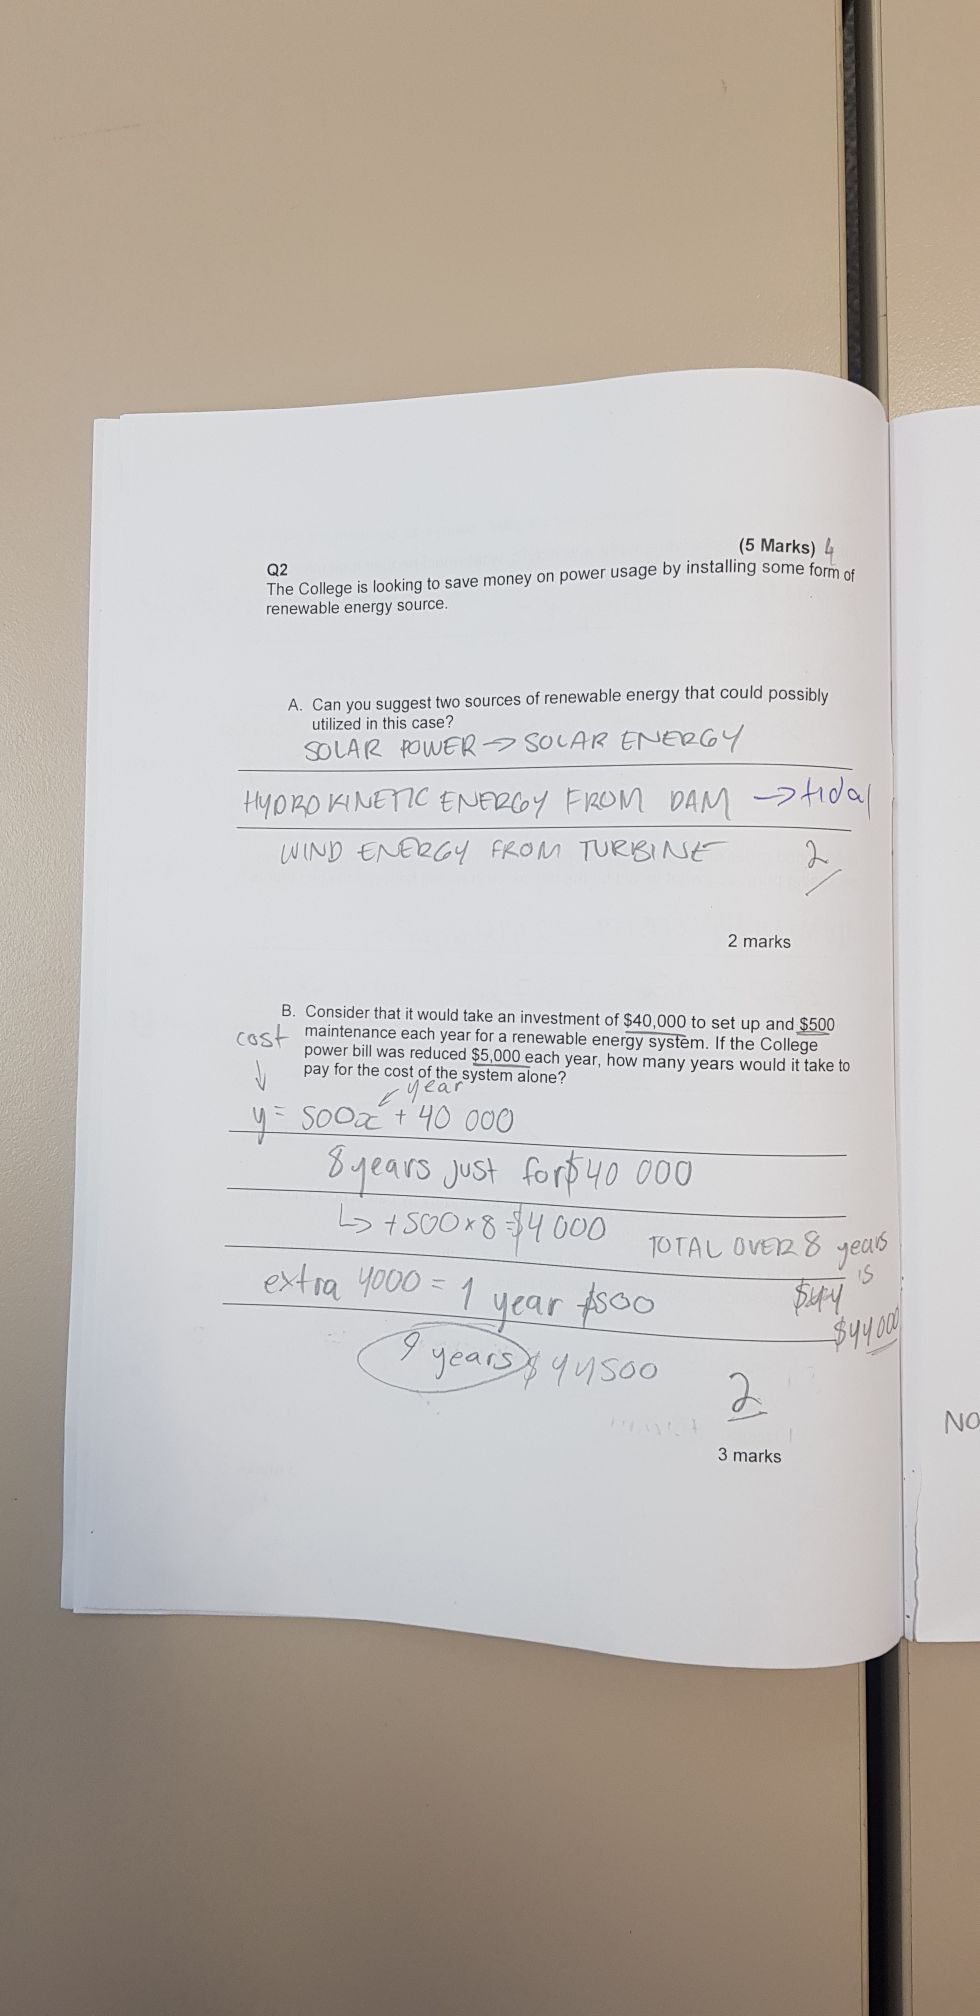 (5 Marks) 4
Q2
The College is looking to save money on power usage by installing some form of
renewable energy source.
A. Can you suggest two sources of renewable energy that could possibly
utilized in this case?
SOLAR POWER → SOLAR ENERGY
HYDRO KINETIC ENERGY FROM DAM → tidal
WIND ENERGY FROM TURBINE 2
2 marks
B. Consider that it would take an investment of $40,000 to set up and $500
maintenance each year for a renewable energy system. If the College
power bill was reduced $5,000 each year, how many years would it take to
pay for the cost of the system alone?
cost
year
y = 500x + 40 000
8 years just for $40 000
↳ +500×8=$4000
TOTAL OVER 8 years
is
$44 000
extra 4000 = 1 year $500
9 years $44500
2
3 marks
NO